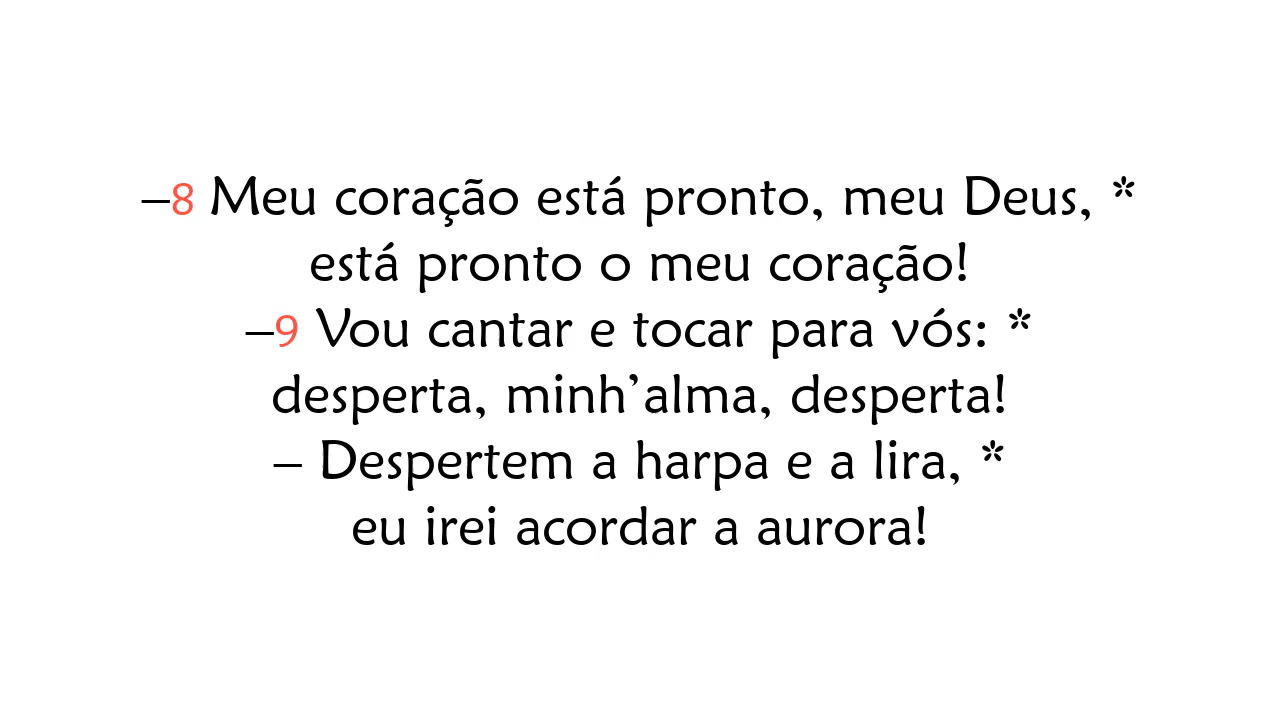 –8 Meu coração está pronto, meu Deus, *
está pronto o meu coração!
–9 Vou cantar e tocar para vós: *
desperta, minh’alma, desperta!
– Despertem a harpa e a lira, *
eu irei acordar a aurora!